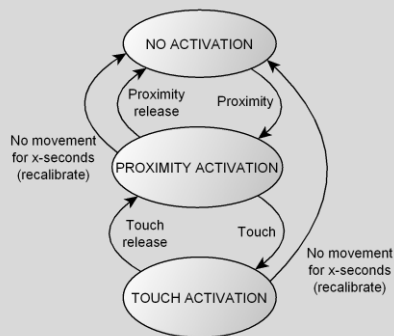 NO ACTIVATION
Proximity
release
Proximity
No movement
for x-seconds
(recalibrate)
PROXIMITY ACTIVATION
Touch
release
Touch
No movement
for x-seconds
(recalibrate)
TOUCH ACTIVATION